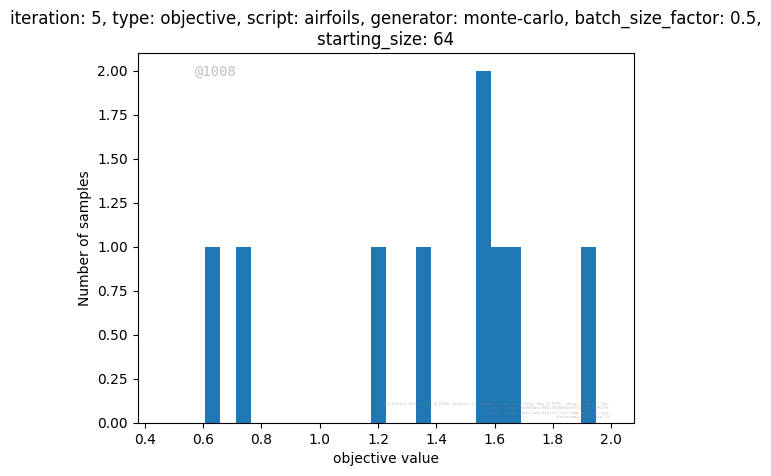 iteration: 5, type: objective, script: airfoils, generator: monte-carlo, batch_size_factor: 0.5,
starting_size: 64
@1008
2.00
1.75
1.50
1.25
1.00
0.75
0.50
0.25
0.00
Number of samples
0.4 0.6 0.8 1.0 1.2 1.4 1.6 1.8 2.0
objective value